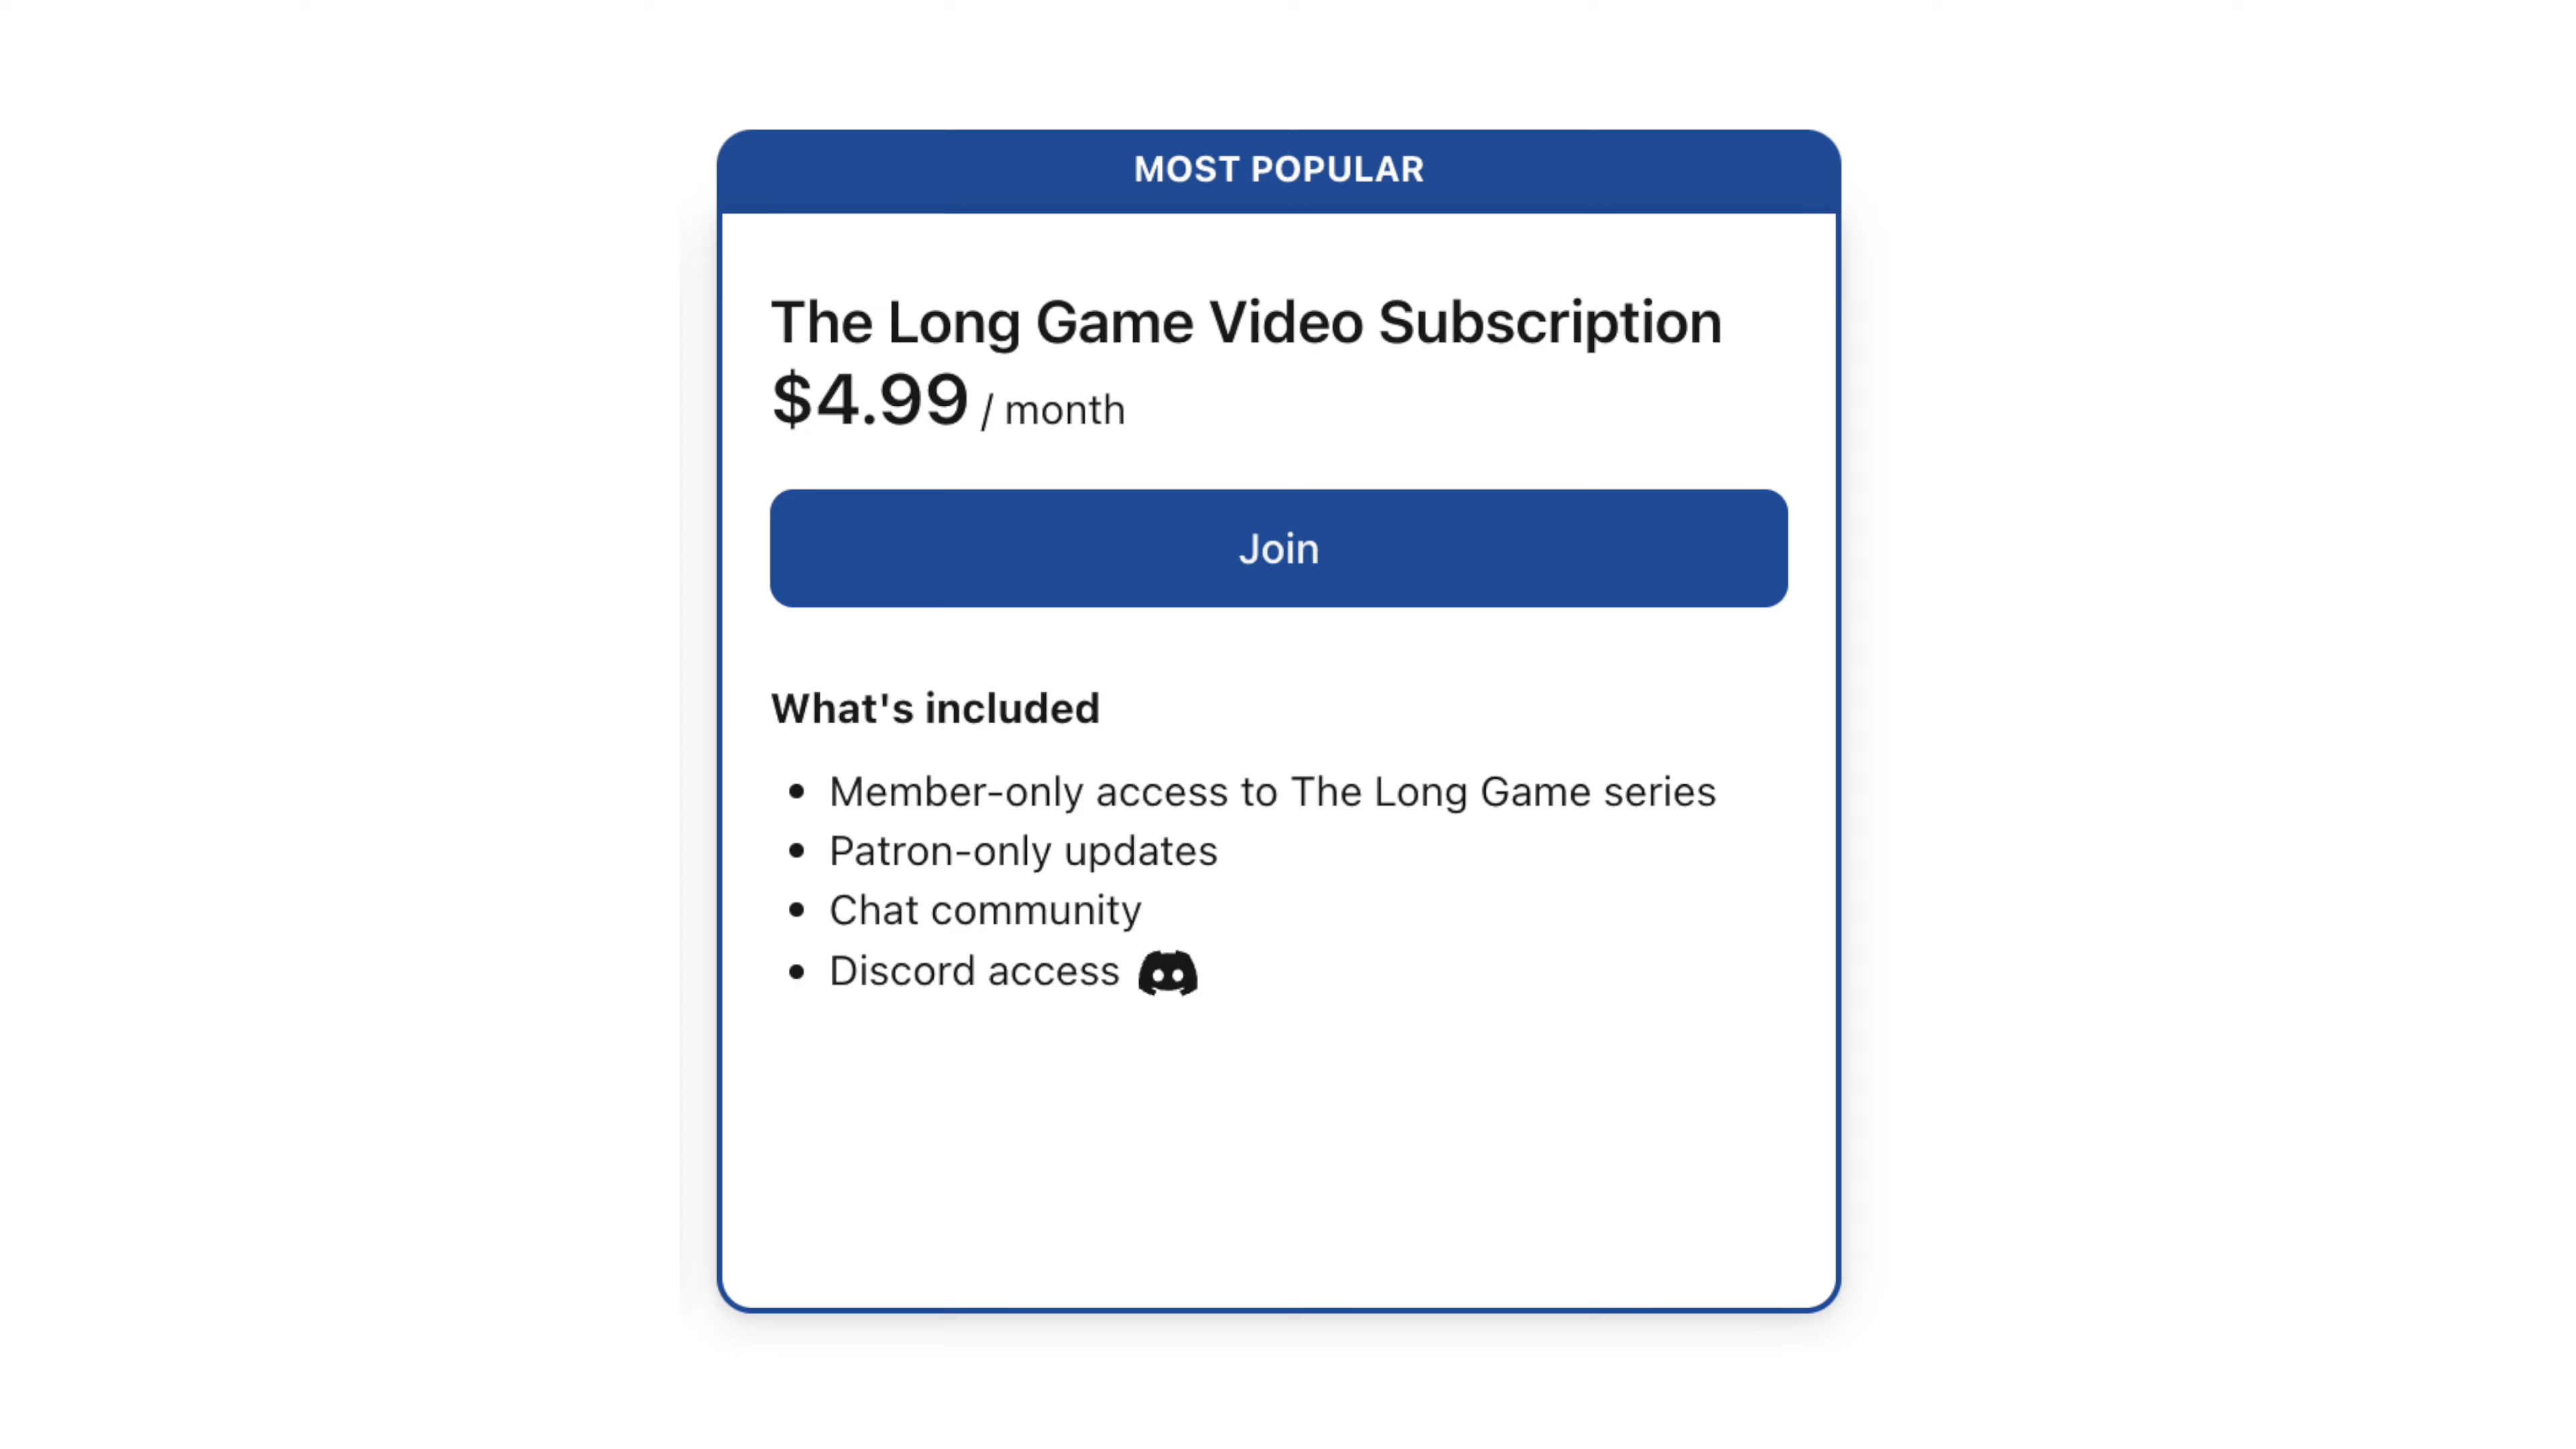 MOST POPULAR
The Long Game Video Subscription
$4.99 / month
Join
What's included
• Member-only access to The Long Game series
• Patron-only updates
• Chat community
• Discord access